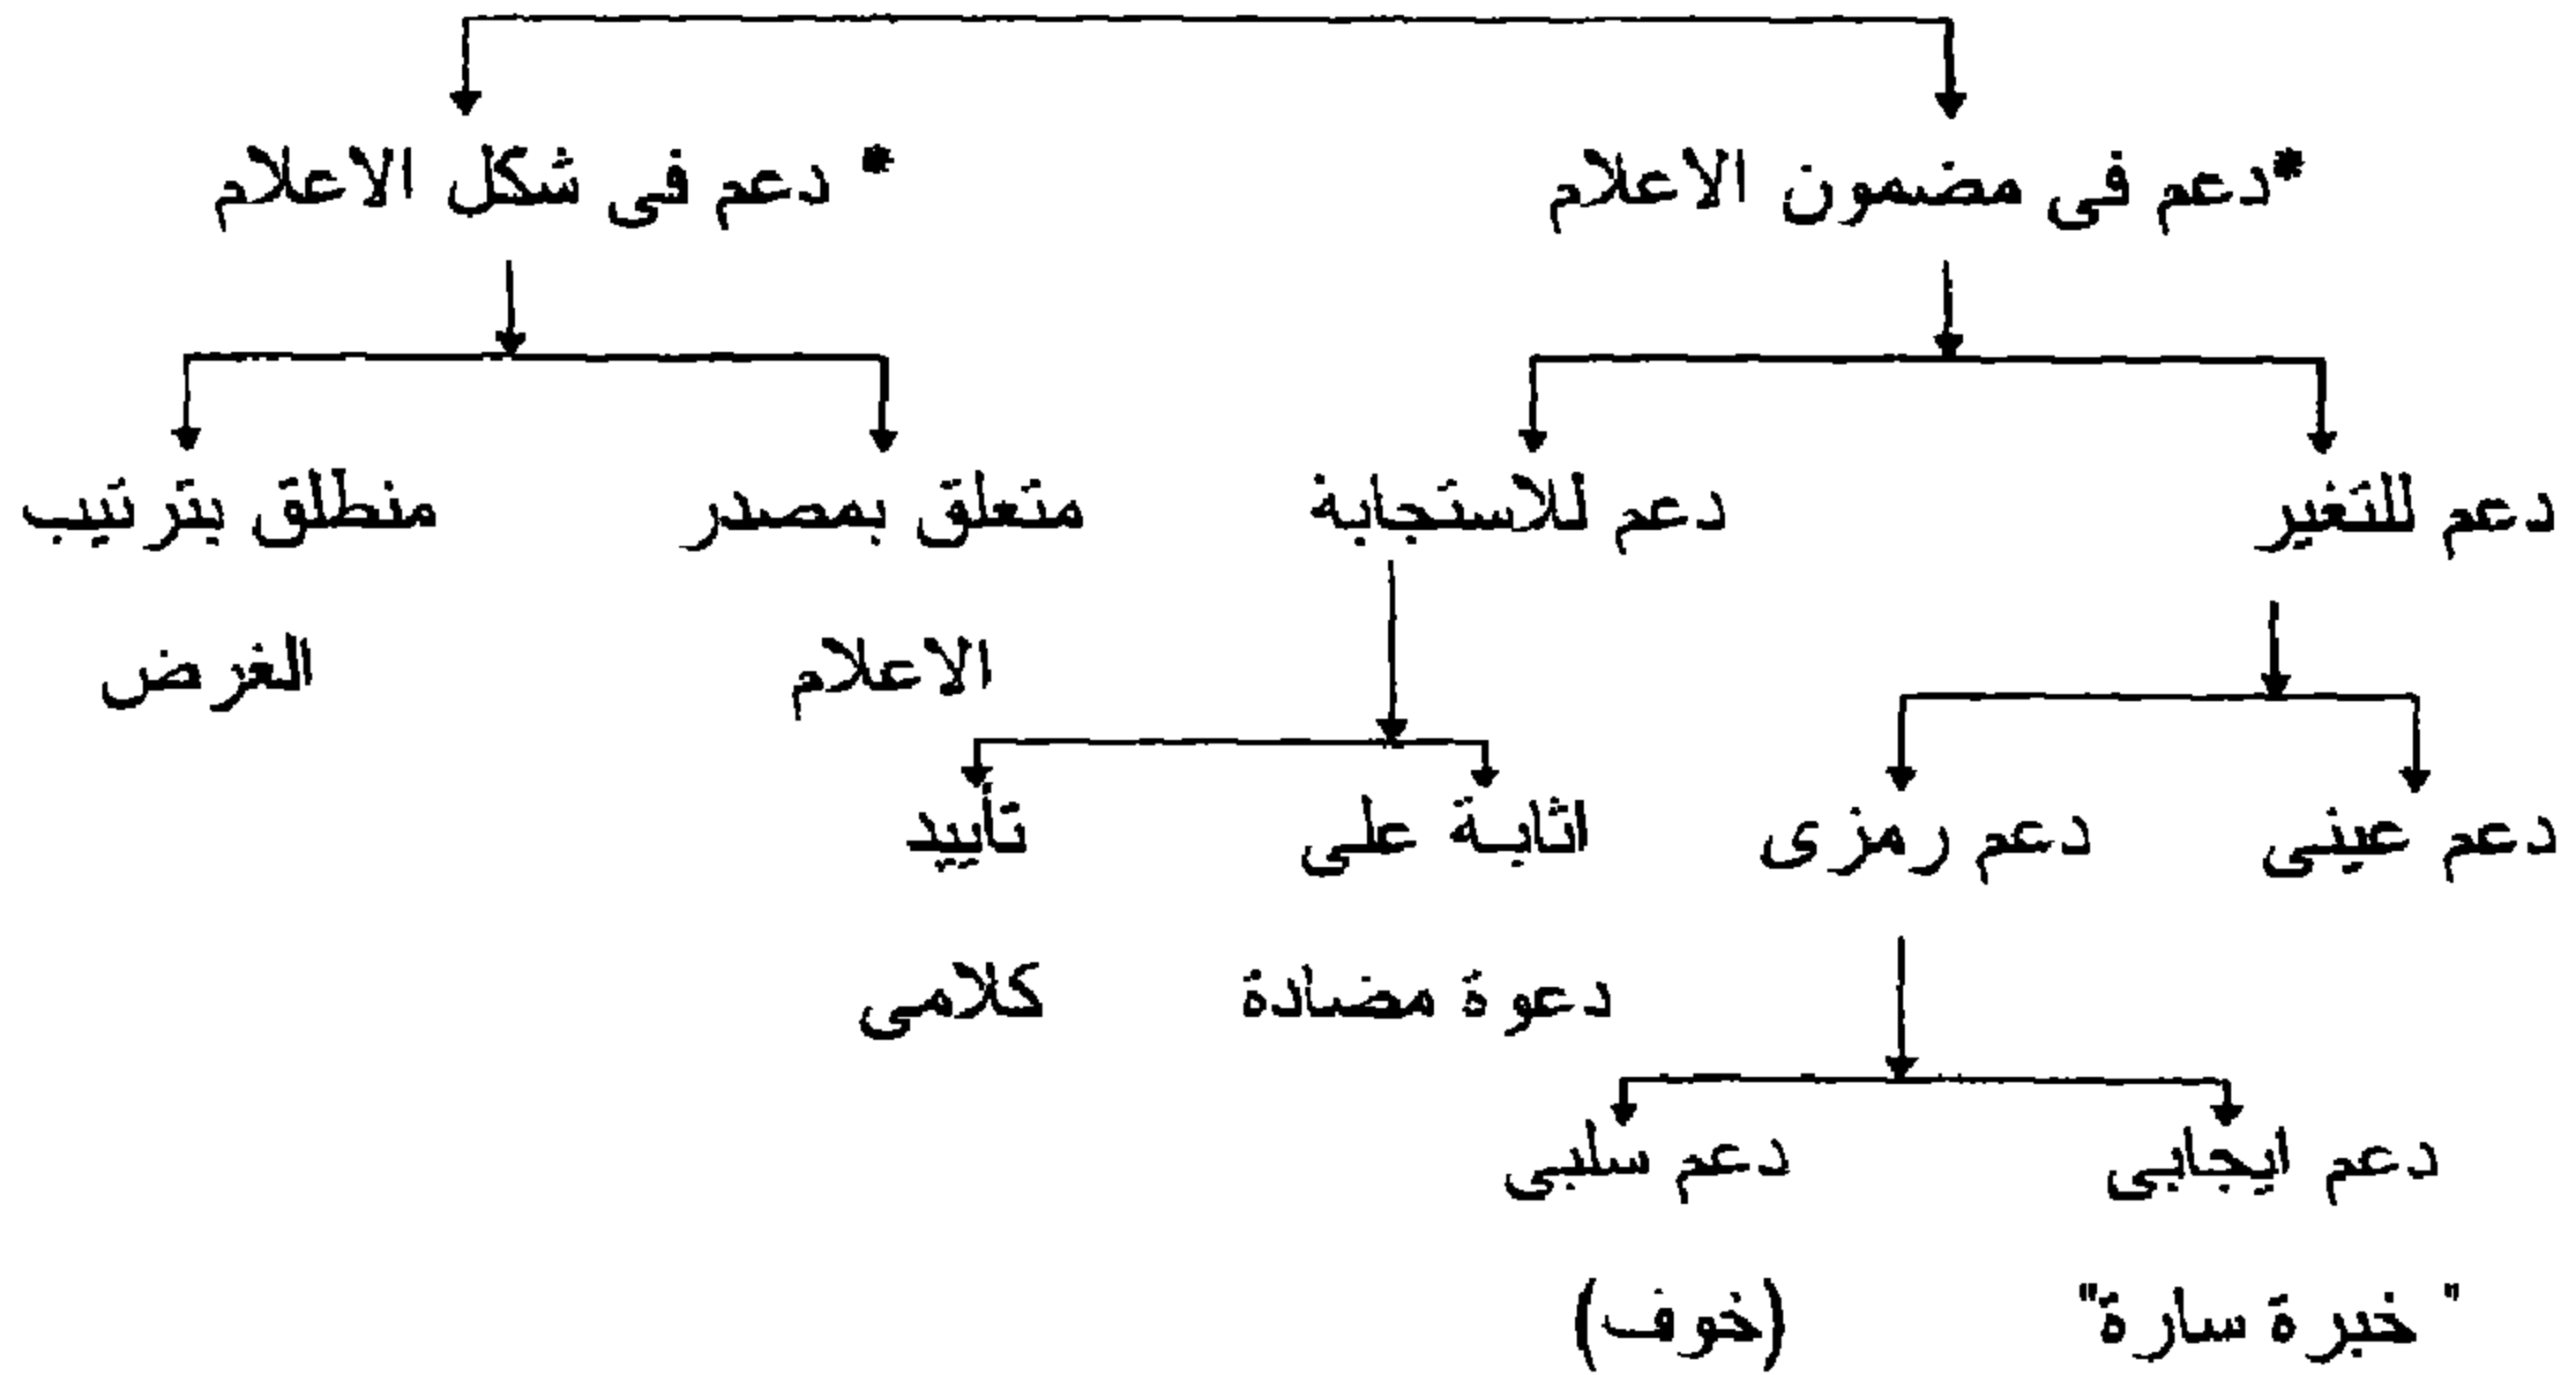 *دعم فى مضمون الاعلام
* دعم فى شكل الاعلام
دعم للتغير
دعم للاستجابة
متعلق بمصدر
الاعلام
منطلق بترتيب
الغرض
دعم عينى
دعم رمزى
اثابة على
دعوة مضادة
تأييد
كلامى
دعم ايجابى
" خبرة سارة"
دعم سلبى
(خوف)